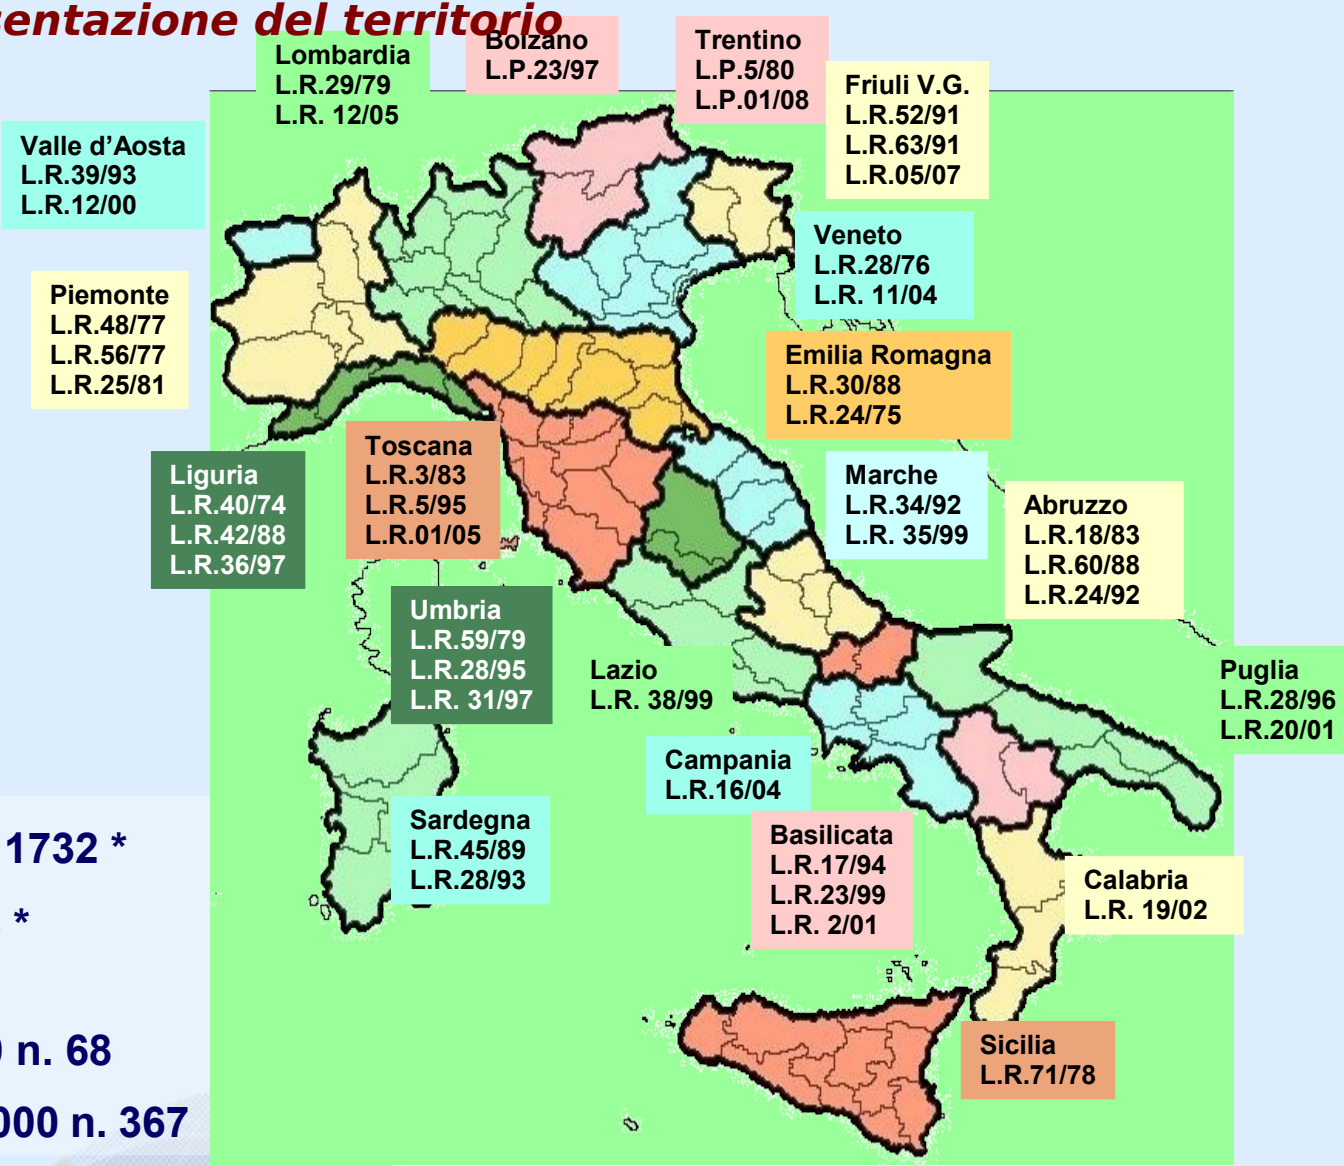 sentazione del territorio
Lombardia
L.R.29/79
L.R. 12/05
Bolzano
L.P.23/97
Trentino
L.P.5/80
L.P.01/08
Friuli V.G.
L.R.52/91
L.R.63/91
L.R.05/07
Valle d’Aosta
L.R.39/93
L.R.12/00
Veneto
L.R.28/76
L.R. 11/04
Piemonte
L.R.48/77
L.R.56/77
L.R.25/81
Emilia Romagna
L.R.30/88
L.R.24/75
Toscana
L.R.3/83
L.R.5/95
L.R.01/05
Liguria
L.R.40/74
L.R.42/88
L.R.36/97
Marche
L.R.34/92
L.R. 35/99
Abruzzo
L.R.18/83
L.R.60/88
L.R.24/92
Umbria
L.R.59/79
L.R.28/95
L.R. 31/97
Lazio
L.R. 38/99
Puglia
L.R.28/96
L.R.20/01
Campania
L.R.16/04
Sardegna
L.R.45/89
L.R.28/93
Basilicata
L.R.17/94
L.R.23/99
L.R. 2/01
Calabria
L.R. 19/02
Sicilia
L.R.71/78
1732 *
*
n. 68
000 n. 367